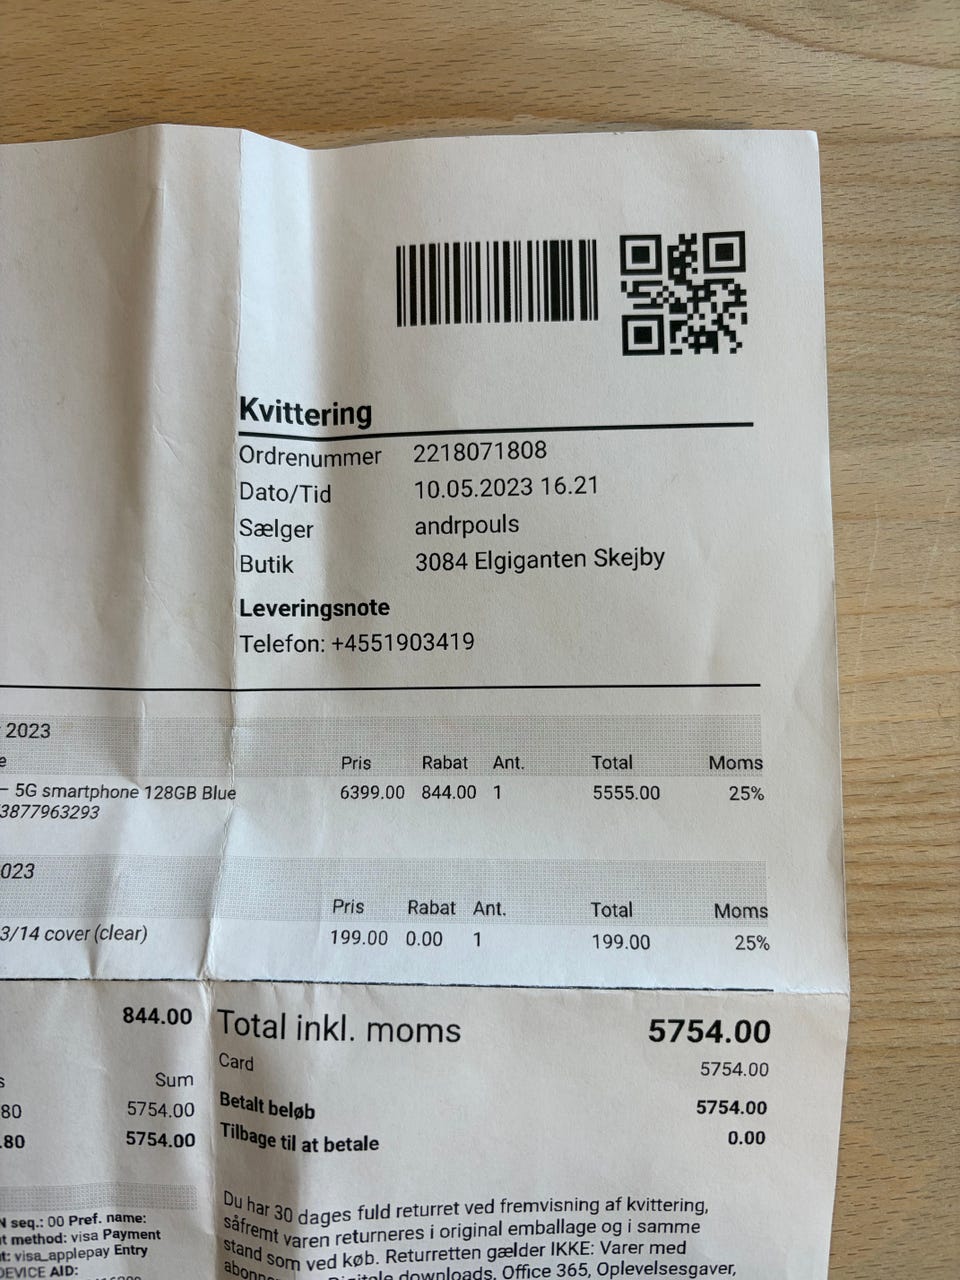 Kvittering
Ordrenummer 2218071808
Dato/Tid 10.05.2023 16.21
Sælger andrpouls
Butik 3084 Elgiganten Skejby
Leveringsnote
Telefon: +4551903419
2023
Pris Rabat Ant. Total Moms
– 5G smartphone 128GB Blue 6399.00 844.00 1 5555.00 25%
3877963293
023
Pris Rabat Ant. Total Moms
3/14 cover (clear) 199.00 0.00 1 199.00 25%
844.00 Total inkl. moms 5754.00
Card 5754.00
s Sum
80 5754.00 Betalt beløb 5754.00
.80 5754.00 Tilbage til at betale 0.00
N seq.: 00 Pref. name:
t method: visa Payment
t: visa_applepay Entry
DEVICE AID:
Du har 30 dages fuld returret ved fremvisning af kvittering,
såfremt varen returneres i original emballage og i samme
stand som ved køb. Returretten gælder IKKE: Varer med
downloads, Office 365, Oplevelsesgaver,